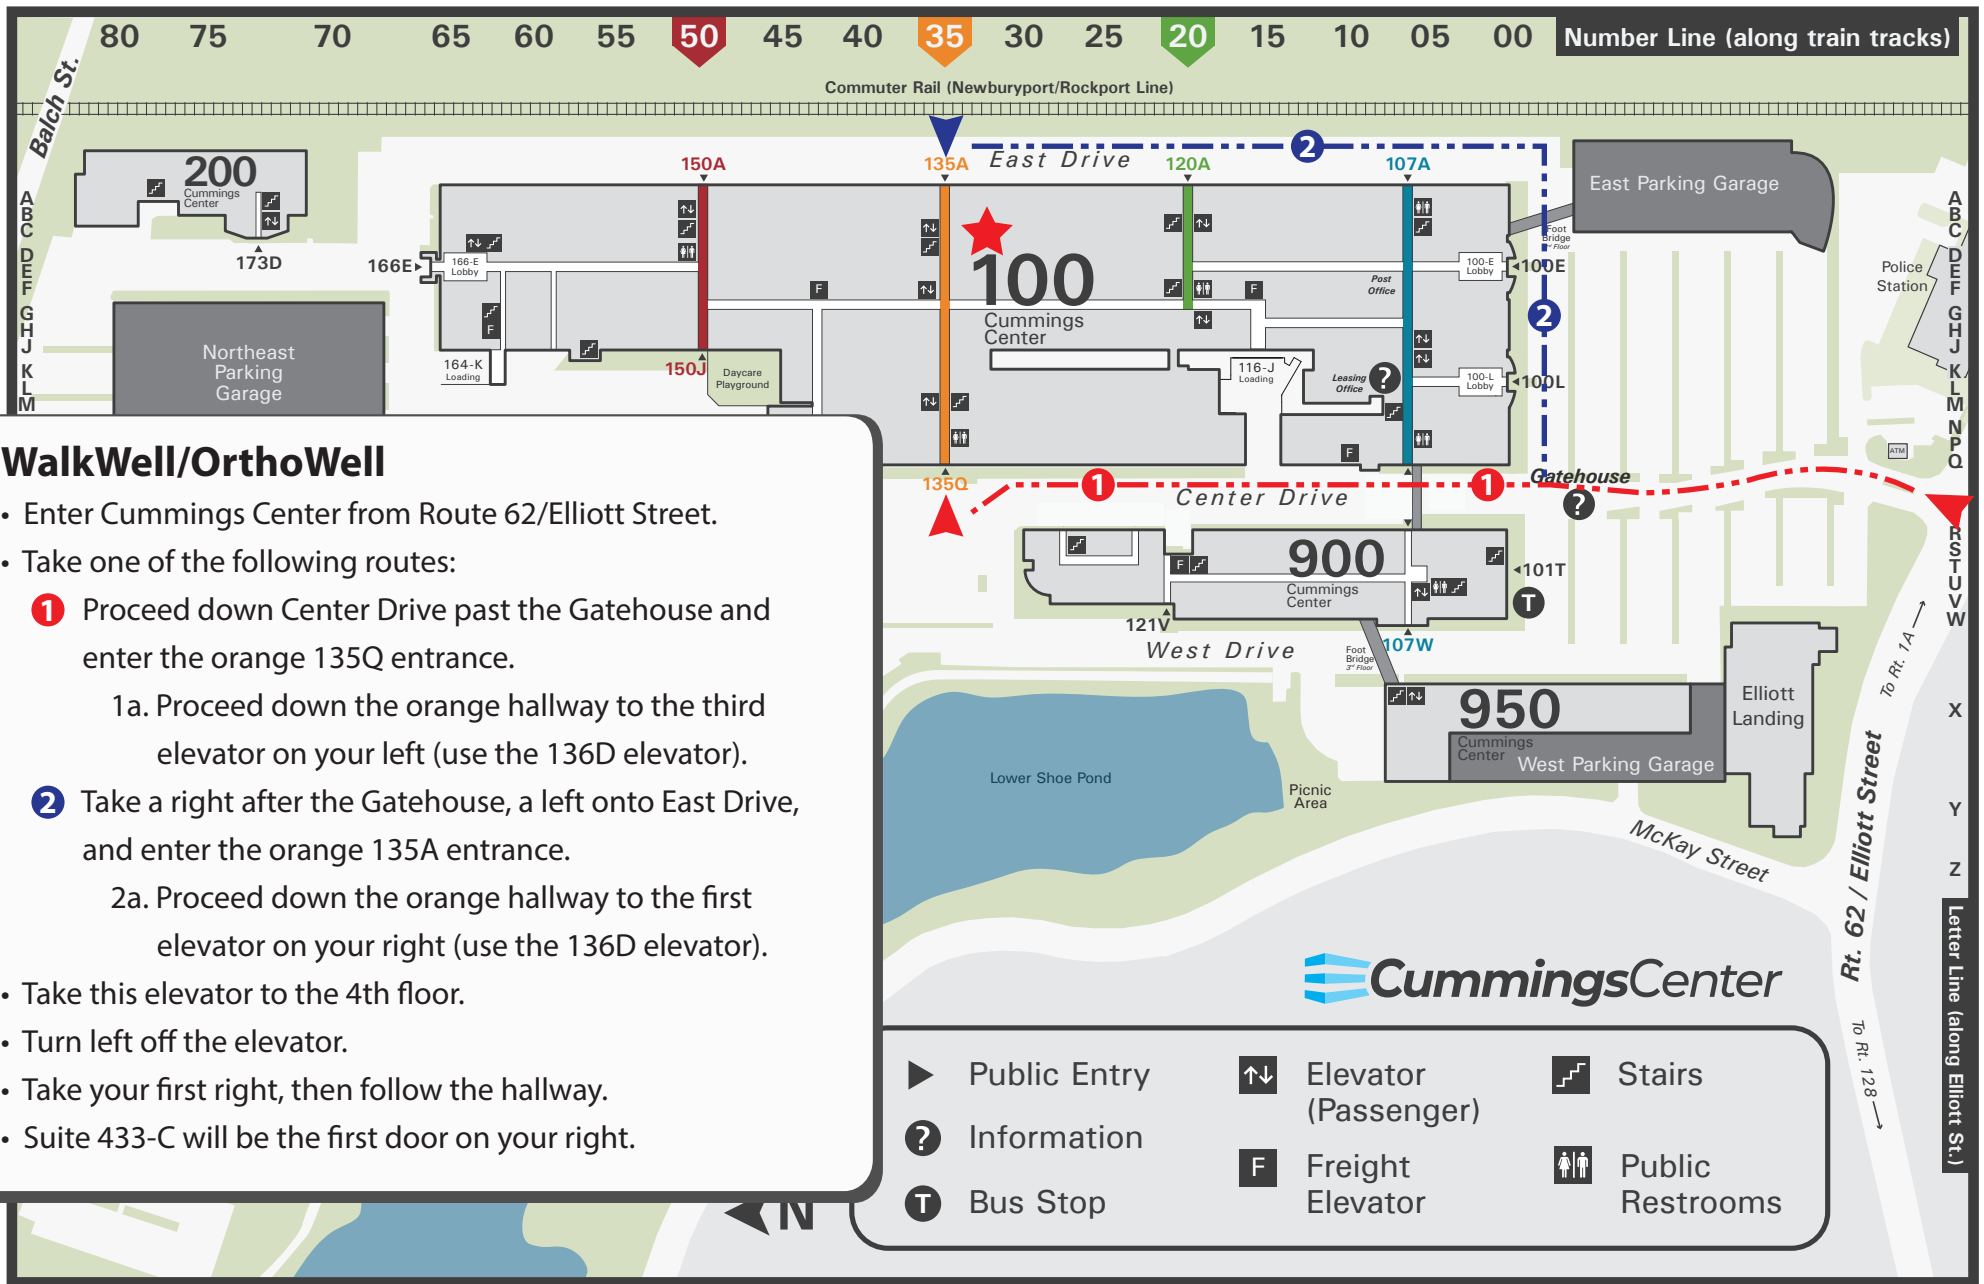 80 75 70 65 60 55 50 45 40 35 30 25 20 15 10 05 00 Number Line (along train tracks)
Commuter Rail (Newburyport/Rockport Line)
Balch St.
200
Cummings
Center
173D
150A
135A
East Drive
120A
107A
2
East Parking Garage
Foot
Bridge
A
B
C
D
E
F
G
H
J
K
L
M
166E
166-E
Lobby
F
F
F
100
Cummings
Center
Post
Office
100-E
Lobby
100E
2
Police
Station
A
B
C
D
E
F
G
H
J
K
L
M
N
P
Q
R
S
T
U
V
W
X
Y
Z
Northeast
Parking
Garage
164-K
Loading
150J
Daycare
Playground
116-J
Loading
Leasing
Office
?
100-L
Lobby
100L
F
ATM
135Q
1
Center Drive
1
Gatehouse
?
900
Cummings
Center
F
101T
T
121V
West Drive
Foot
Bridge
3rd Floor
107W
950
Cummings
Center
West Parking Garage
Elliott
Landing
To Rt. 1A
Lower Shoe Pond
Picnic
Area
McKay Street
Rt. 62 / Elliott Street
To Rt. 128
Letter Line (along Elliott St.)
WalkWell/OrthoWell
• Enter Cummings Center from Route 62/Elliott Street.
• Take one of the following routes:
1 Proceed down Center Drive past the Gatehouse and
enter the orange 135Q entrance.
1a. Proceed down the orange hallway to the third
elevator on your left (use the 136D elevator).
2 Take a right after the Gatehouse, a left onto East Drive,
and enter the orange 135A entrance.
2a. Proceed down the orange hallway to the first
elevator on your right (use the 136D elevator).
• Take this elevator to the 4th floor.
• Turn left off the elevator.
• Take your first right, then follow the hallway.
• Suite 433-C will be the first door on your right.
CummingsCenter
Public Entry
? Information
T Bus Stop
Elevator
(Passenger)
F Freight
Elevator
Stairs
Public
Restrooms
N